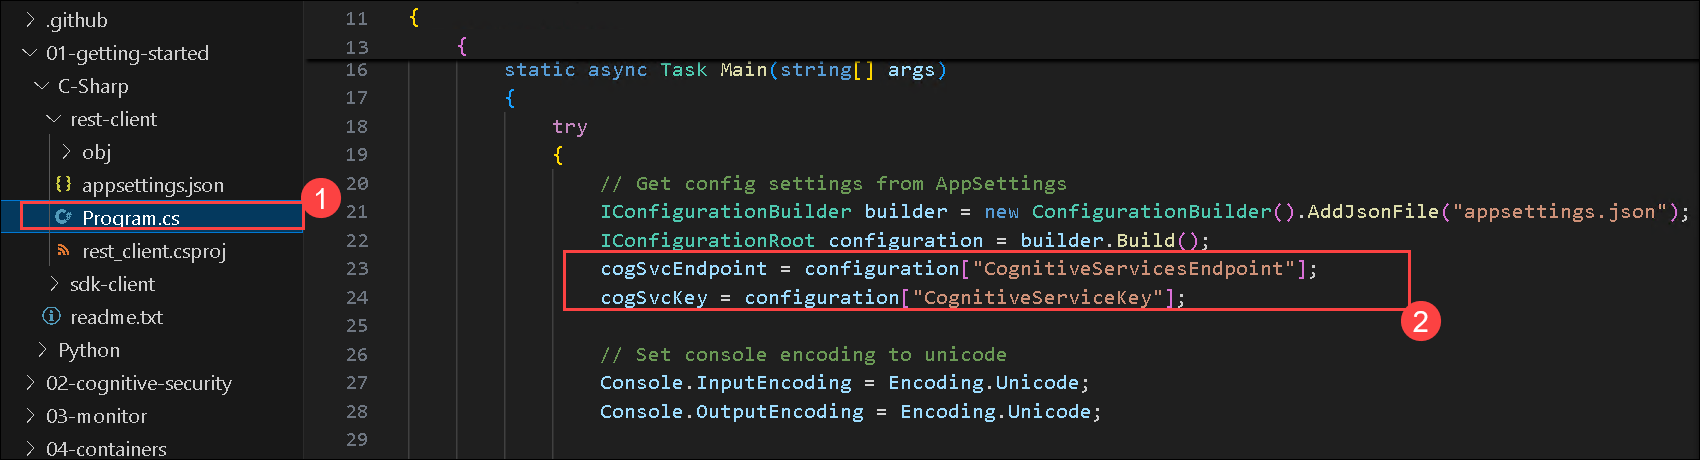 .github
01-getting-started
C-Sharp
rest-client
obj
{} appsettings.json
C# Program.cs
rest_client.csproj
sdk-client
readme.txt
Python
02-cognitive-security
03-monitor
04-containers
1
11 {
13 {
16 static async Task Main(string[] args)
17 {
18 try
19 {
20 // Get config settings from AppSettings
21 IConfigurationBuilder builder = new ConfigurationBuilder().AddJsonFile("appsettings.json");
22 IConfigurationRoot configuration = builder.Build();
23 cogSvcEndpoint = configuration["CognitiveServicesEndpoint"];
24 cogSvcKey = configuration["CognitiveServiceKey"];
25
26 // Set console encoding to unicode
27 Console.InputEncoding = Encoding.Unicode;
28 Console.OutputEncoding = Encoding.Unicode;
29
2